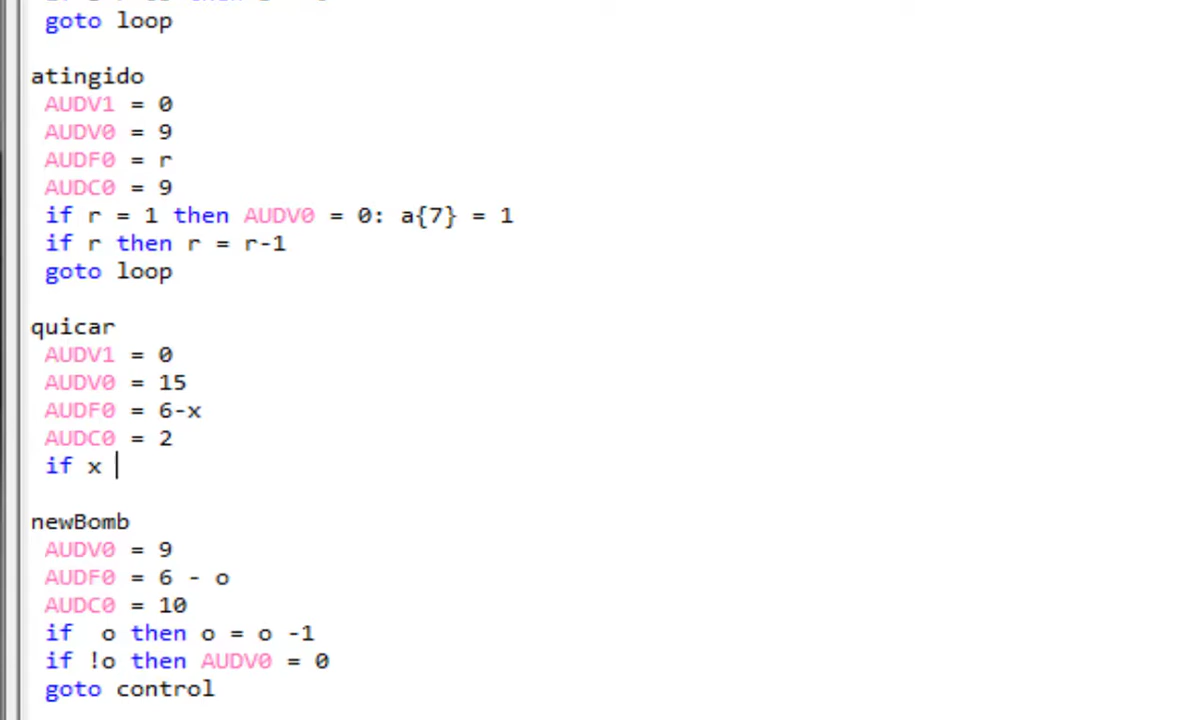 goto loop
atingido
AUDV1 = 0
AUDV0 = 9
AUDF0 = r
AUDC0 = 9
if r = 1 then AUDV0 = 0: a{7} = 1
if r then r = r-1
goto loop
quicar
AUDV1 = 0
AUDV0 = 15
AUDF0 = 6-x
AUDC0 = 2
if x
newBomb
AUDV0 = 9
AUDF0 = 6 - o
AUDC0 = 10
if  o then o = o -1
if !o then AUDV0 = 0
goto control